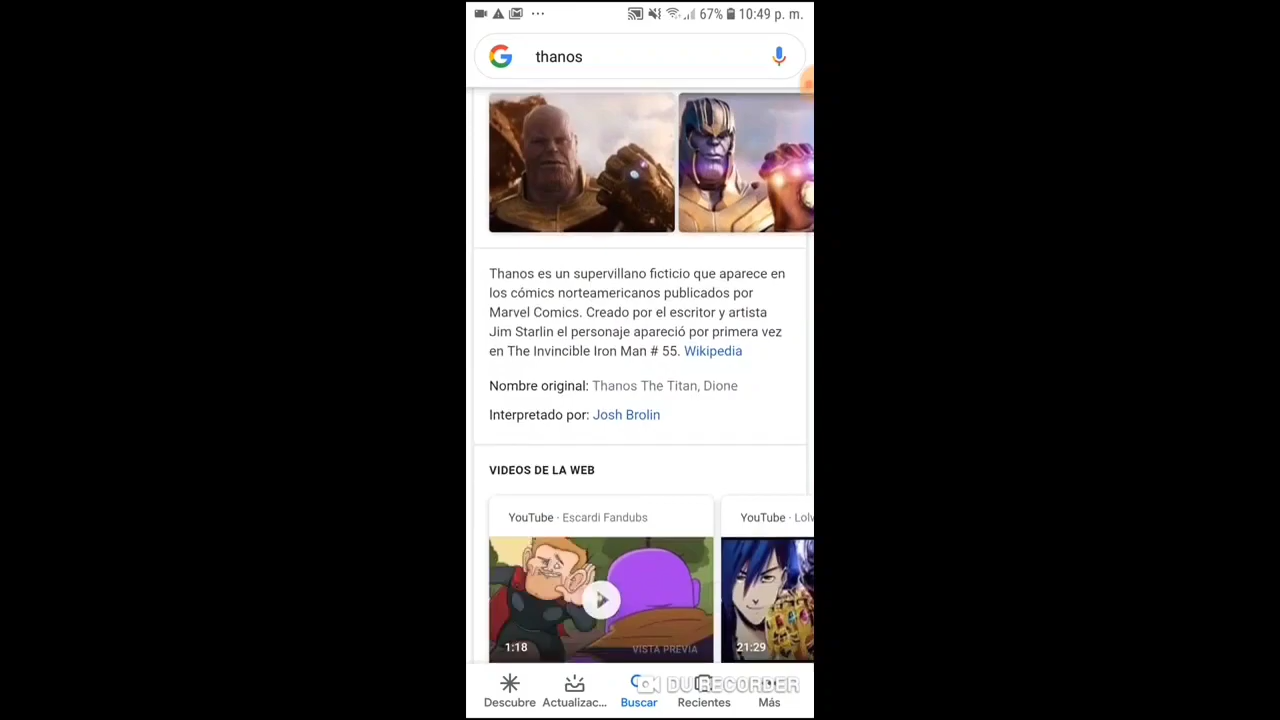 67% 10:49 p. m.
thanos
Thanos es un supervillano ficticio que aparece en
los cómics norteamericanos publicados por
Marvel Comics. Creado por el escritor y artista
Jim Starlin el personaje apareció por primera vez
en The Invincible Iron Man # 55. Wikipedia
Nombre original: Thanos The Titan, Dione
Interpretado por: Josh Brolin
VIDEOS DE LA WEB
YouTube · Escardi Fandubs
YouTube · Lolw
1:18
VISTA PREVIA
21:29
DU RECORDER
Descubre Actualizac... Buscar Recientes Más